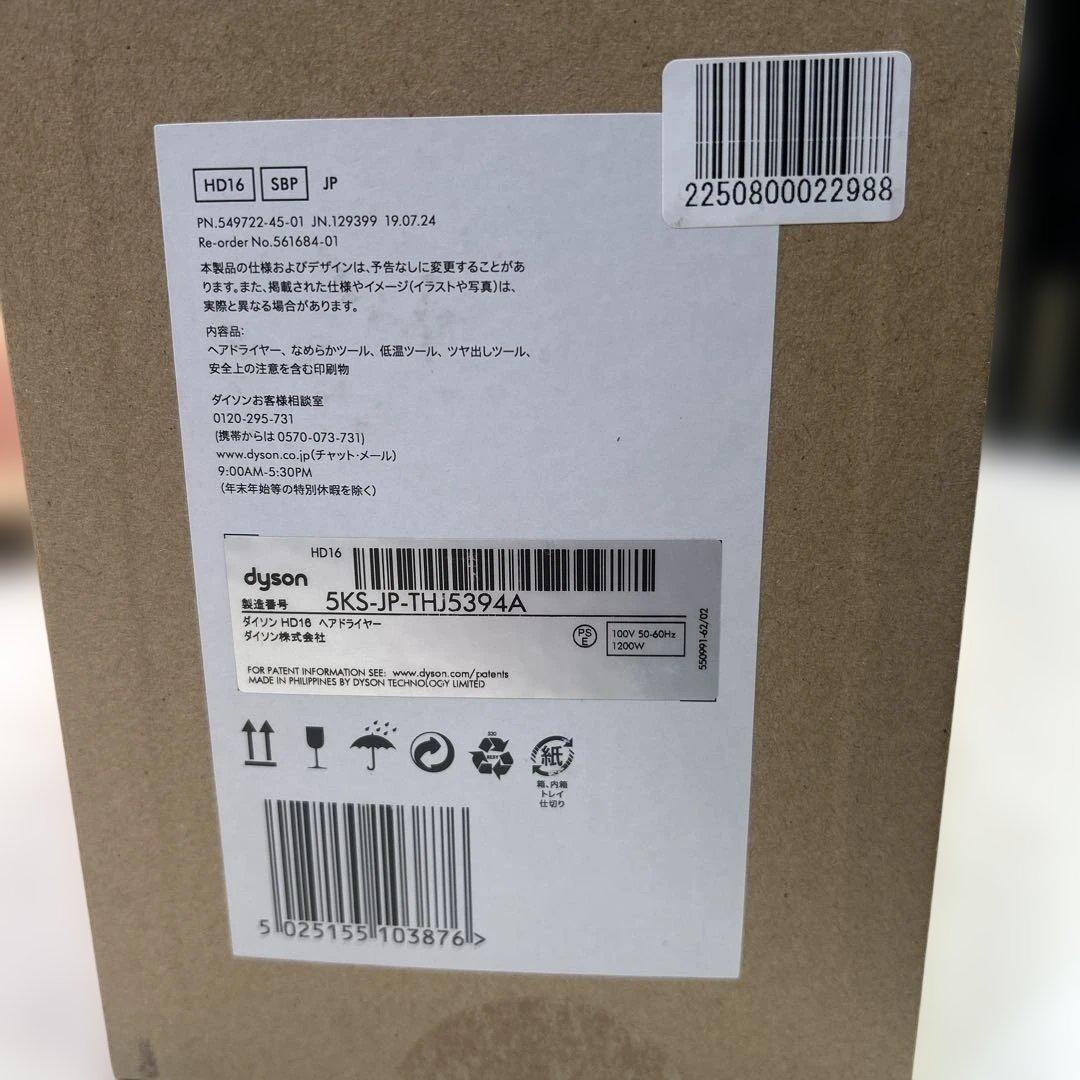 2250800022988
HD16 SBP JP
PN.549722-45-01 JN.129399 19.07.24
Re-order No.561684-01
本製品の仕様およびデザインは、予告なしに変更することがあ
ります。また、掲載された仕様やイメージ(イラストや写真)は、
実際と異なる場合があります。
内容品:
ヘアドライヤー、なめらかツール、低温ツール、ツヤ出しツール、
安全上の注意を含む印刷物
ダイソンお客様相談室
0120-295-731
(携帯からは 0570-073-731)
www.dyson.co.jp(チャット・メール)
9:00AM-5:30PM
(年末年始等の特別休暇を除く)
HD16
dyson
製造番号 5KS-JP-THJ5394A
ダイソン HD16 ヘアドライヤー
ダイソン株式会社
PS
E
100V 50-60Hz
1200W
550991-62/02
FOR PATENT INFORMATION SEE: www.dyson.com/patents
MADE IN PHILIPPINES BY DYSON TECHNOLOGY LIMITED
紙
箱、内箱
トレイ
仕切り
5 025155 103876 >